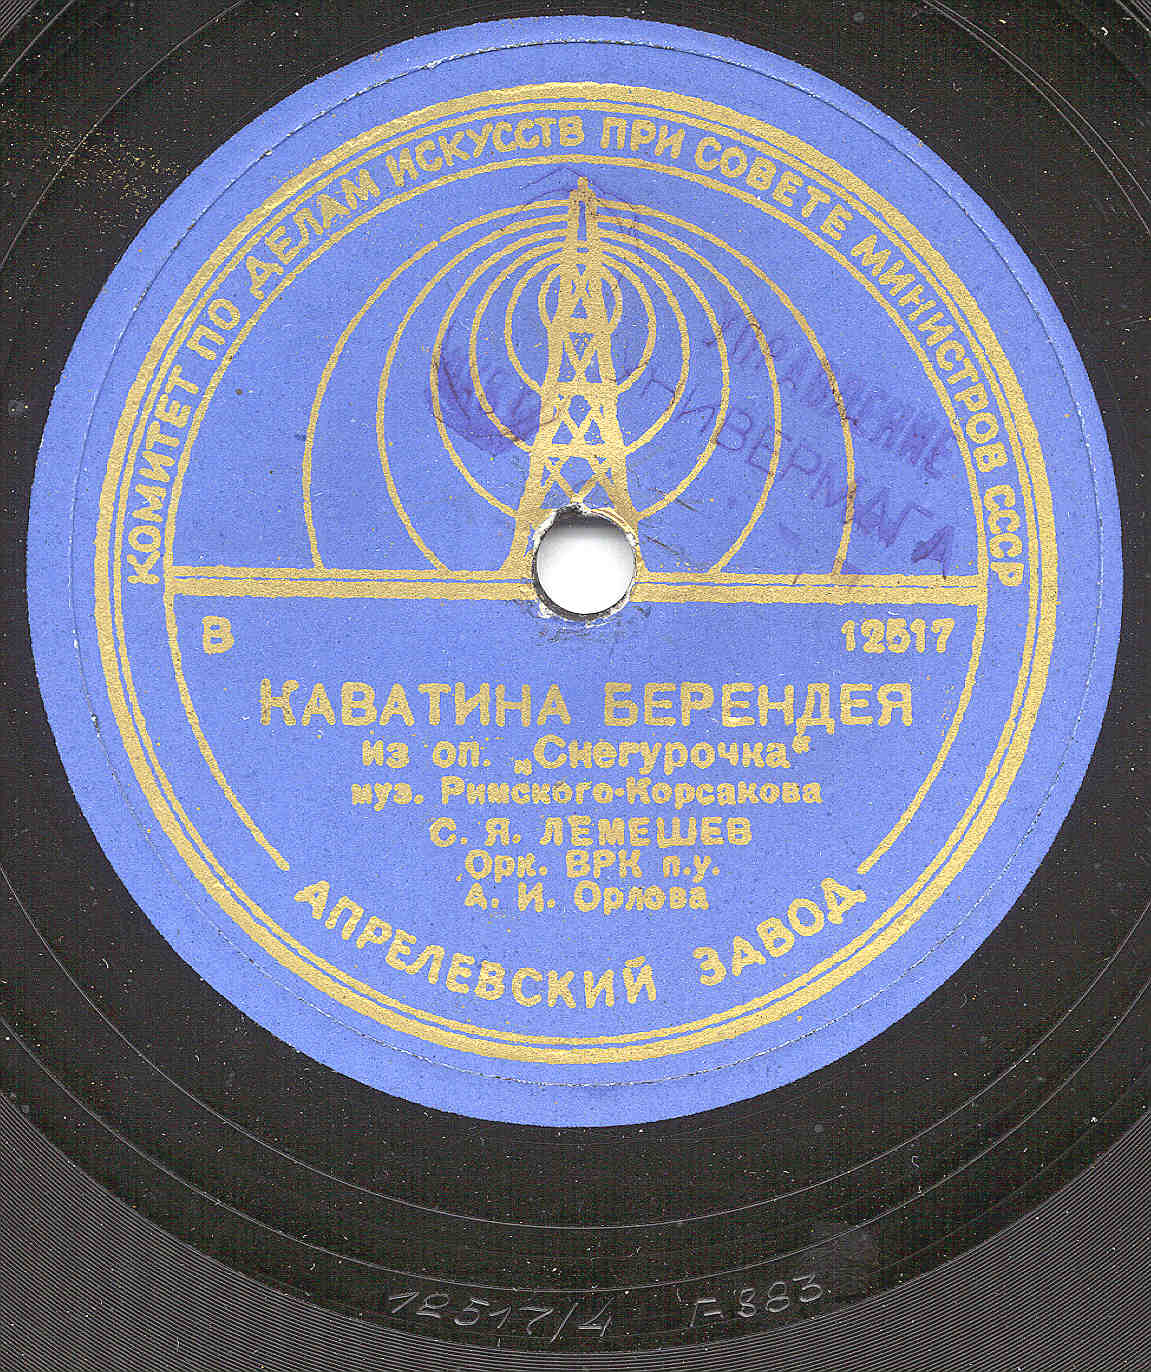 КОМИТЕТ ПО ДЕЛАМ ИСКУССТВ ПРИ СОВЕТЕ МИНИСТРОВ СССР
УНИВЕРМАГА
В 12517
КАВАТИНА БЕРЕНДЕЯ
из оп. „Снегурочка“
муз. Римского-Корсакова
С. Я. ЛЕМЕШЕВ
Орк. ВРК п.у.
А. И. Орлова
АПРЕЛЕВСКИЙ ЗАВОД
12517/4 F 883